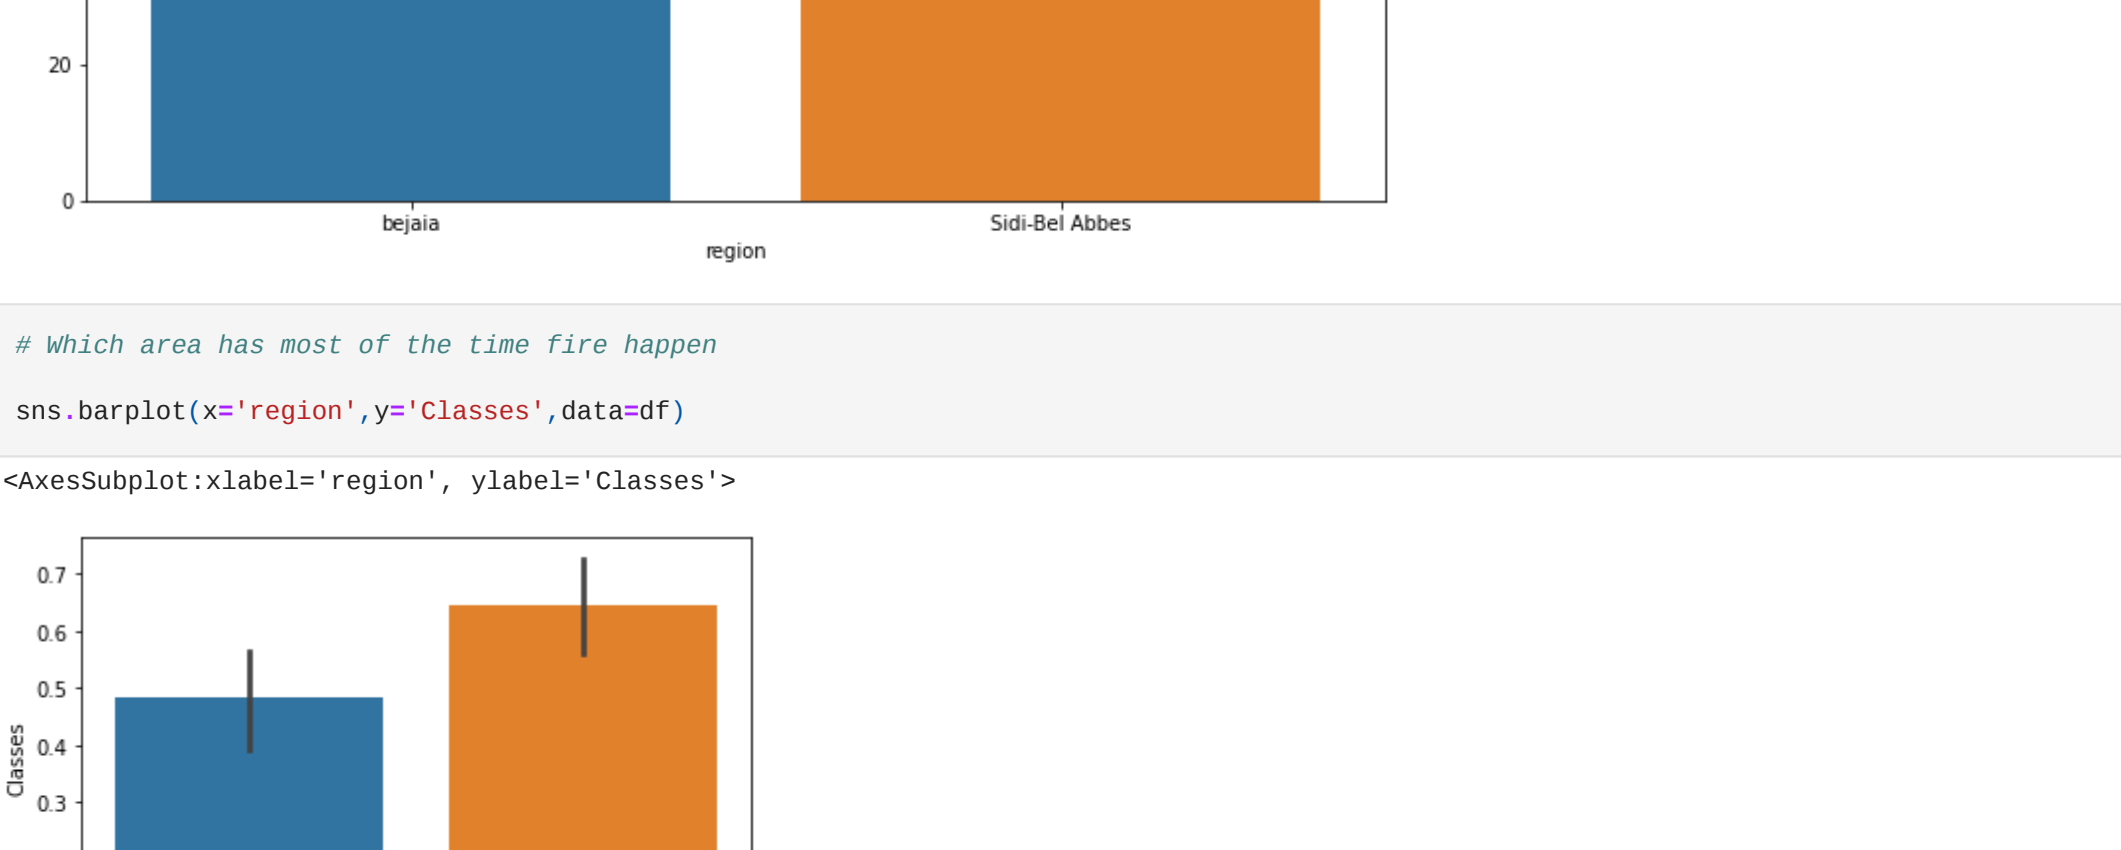 20
0
bejaia
Sidi-Bel Abbes
region
# Which area has most of the time fire happen
sns.barplot(x='region',y='Classes',data=df)
<AxesSubplot:xlabel='region', ylabel='Classes'>
0.7
0.6
0.5
0.4
0.3
Classes